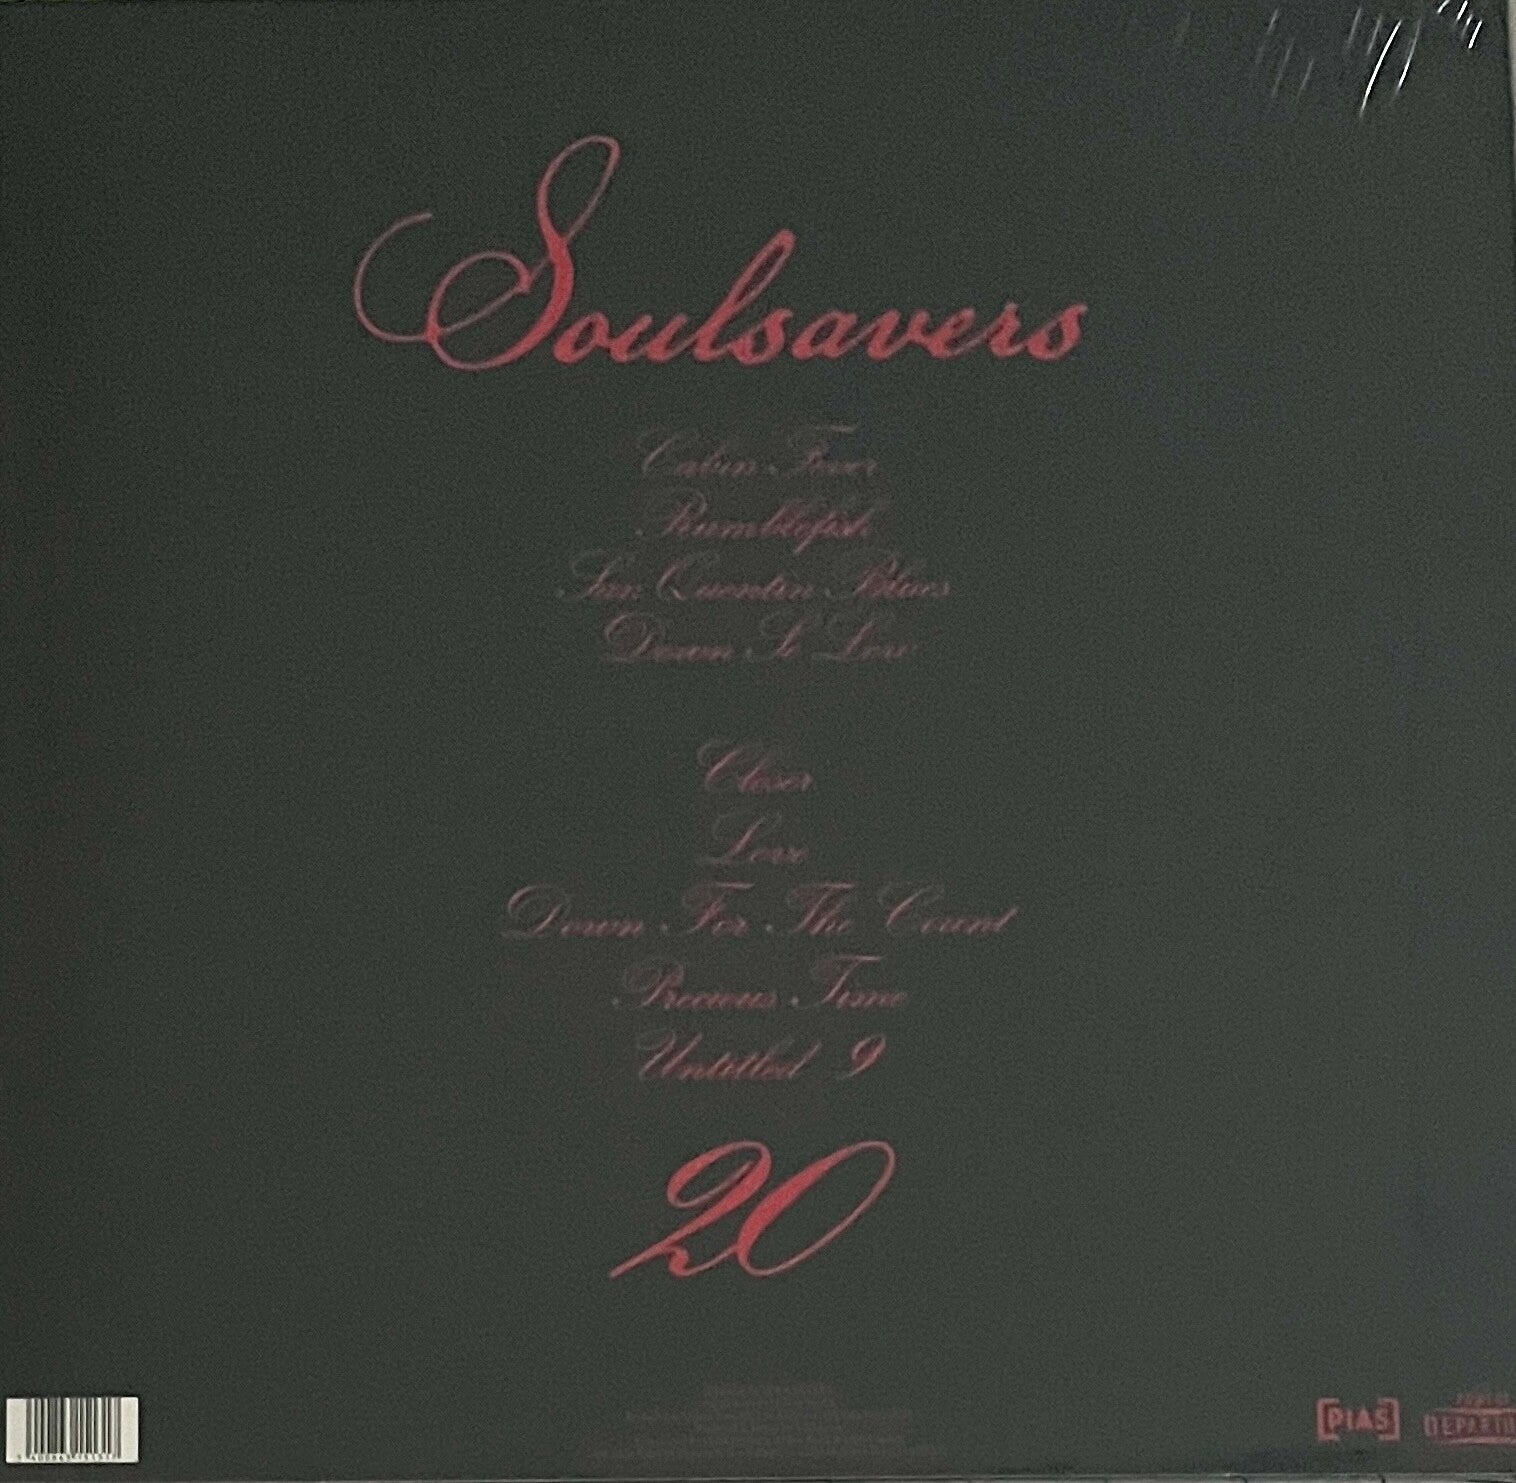 Soulsavers
Cabin Fever
Rumblefish
San Quentin Blues
Down So Low
Closer
Love
Down For The Count
Precious Time
Untitled 9
20
[PIAS]